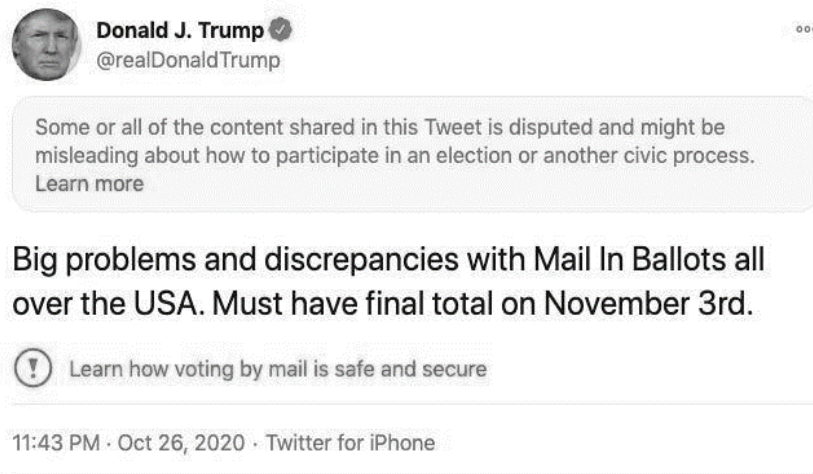 Donald J. Trump
@realDonaldTrump
Some or all of the content shared in this Tweet is disputed and might be
misleading about how to participate in an election or another civic process.
Learn more
Big problems and discrepancies with Mail In Ballots all
over the USA. Must have final total on November 3rd.
Learn how voting by mail is safe and secure
11:43 PM · Oct 26, 2020 · Twitter for iPhone